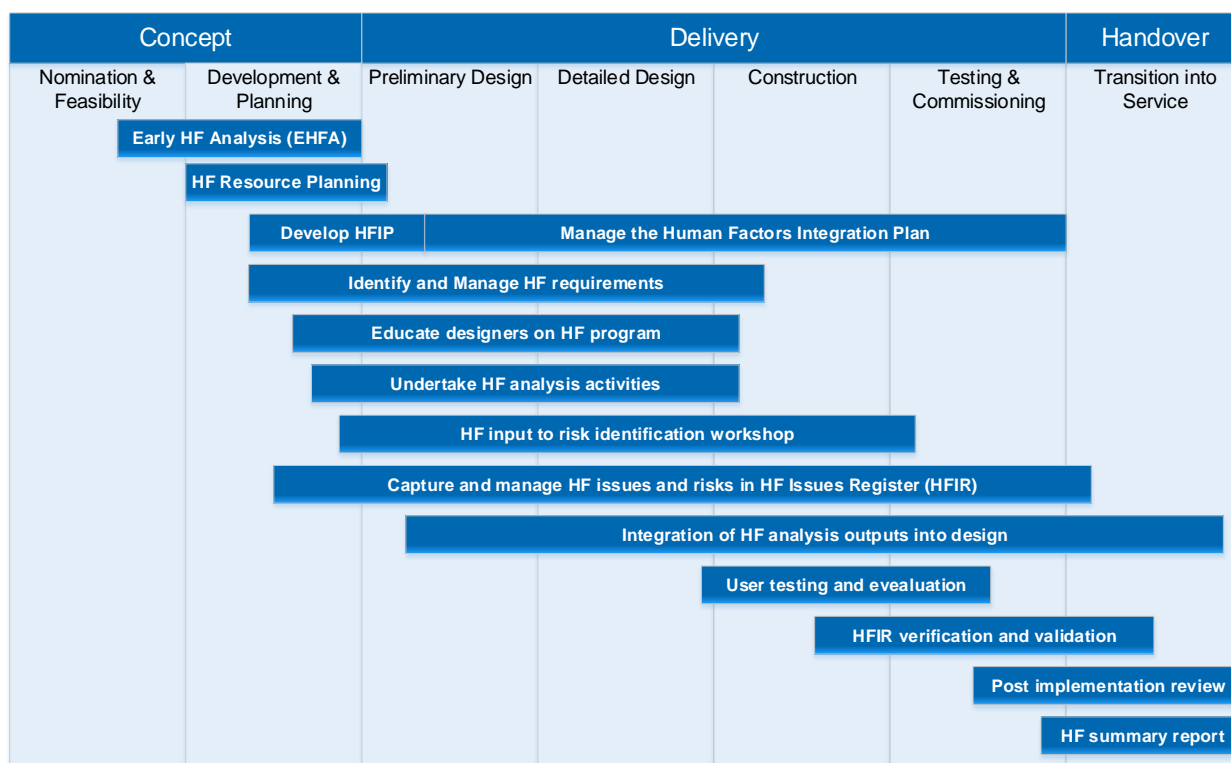 Concept
Delivery
Handover
Nomination &
Feasibility
Development &
Planning
Preliminary Design
Detailed Design
Construction
Testing &
Commissioning
Transition into
Service
Early HF Analysis (EHFA)
HF Resource Planning
Develop HFIP
Manage the Human Factors Integration Plan
Identify and Manage HF requirements
Educate designers on HF program
Undertake HF analysis activities
HF input to risk identification workshop
Capture and manage HF issues and risks in HF Issues Register (HFIR)
Integration of HF analysis outputs into design
User testing and evealuation
HFIR verification and validation
Post implementation review
HF summary report